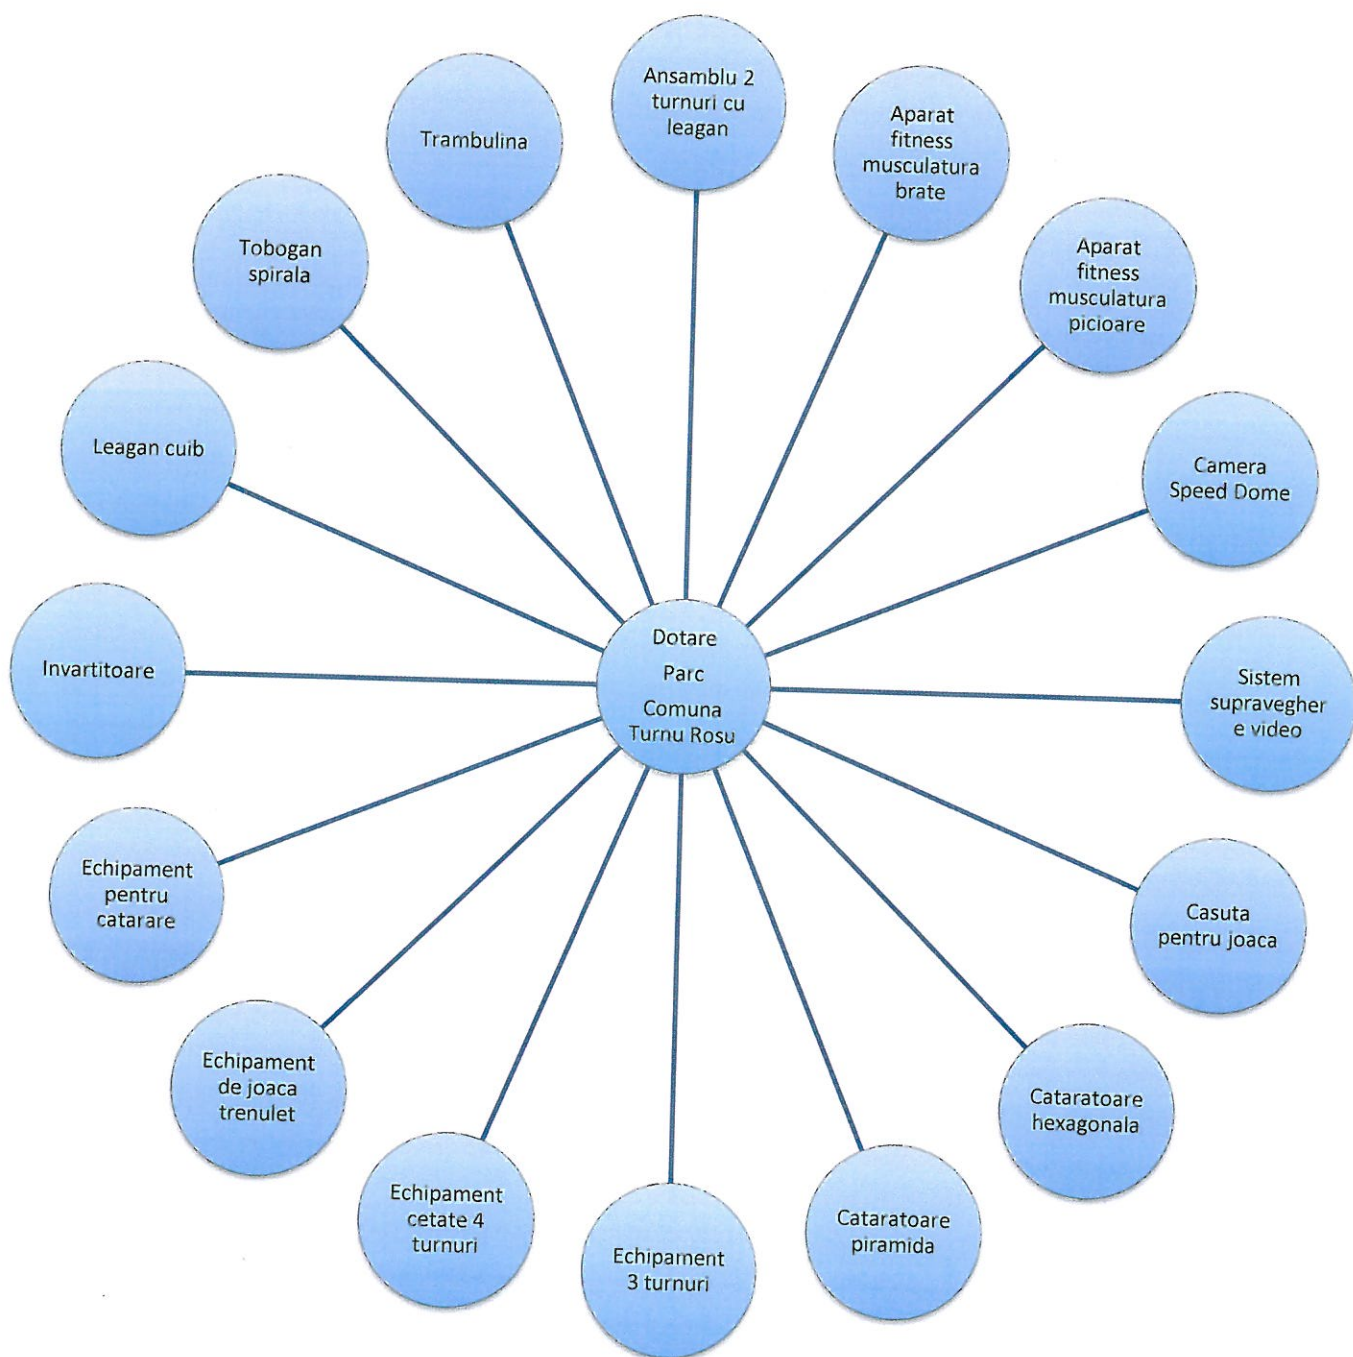 Ansamblu 2
turnuri cu
leagan
Aparat
fitness
musculatura
brate
Aparat
fitness
musculatura
picioare
Camera
Speed Dome
Sistem
supravegher
e video
Casuta
pentru joaca
Cataratoare
hexagonala
Cataratoare
piramida
Echipament
3 turnuri
Echipament
cetate 4
turnuri
Echipament
de joaca
trenulet
Echipament
pentru
catarare
Invartitoare
Leagan cuib
Tobogan
spirala
Trambulina
Dotare
Parc
Comuna
Turnu Rosu